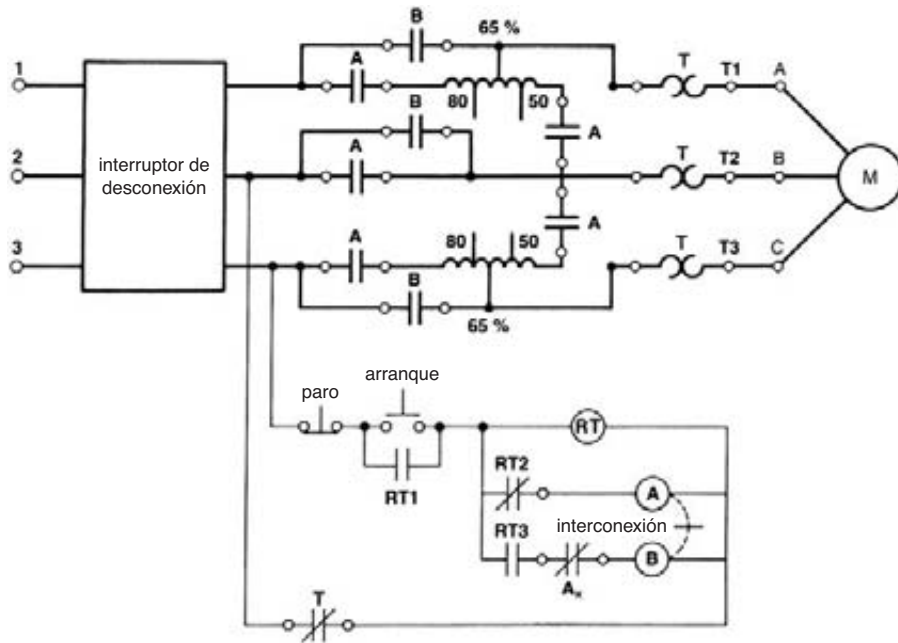 B
65 %
A
80
50
T
T1
A
1
B
A
A
2
interruptor de
desconexión
T
T2
B
M
A
3
A
80
50
T
T3
C
B
65 %
paro
arranque
RT1
RT
RT2
A
interconexión
RT3
Ax
B
T